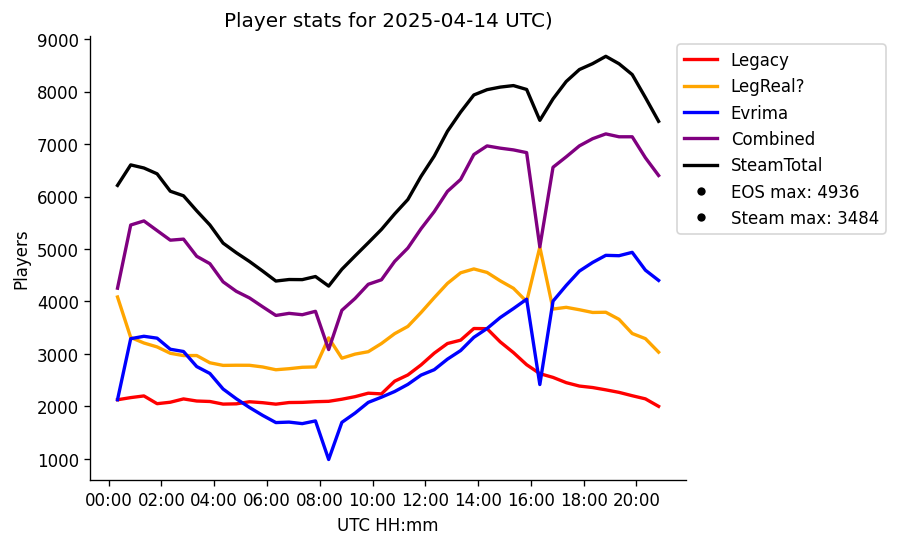 Player stats for 2025-04-14 UTC)
9000
8000
7000
6000
5000
4000
3000
2000
1000
Players
00:00 02:00 04:00 06:00 08:00 10:00 12:00 14:00 16:00 18:00 20:00
UTC HH:mm
Legacy
LegReal?
Evrima
Combined
SteamTotal
EOS max: 4936
Steam max: 3484